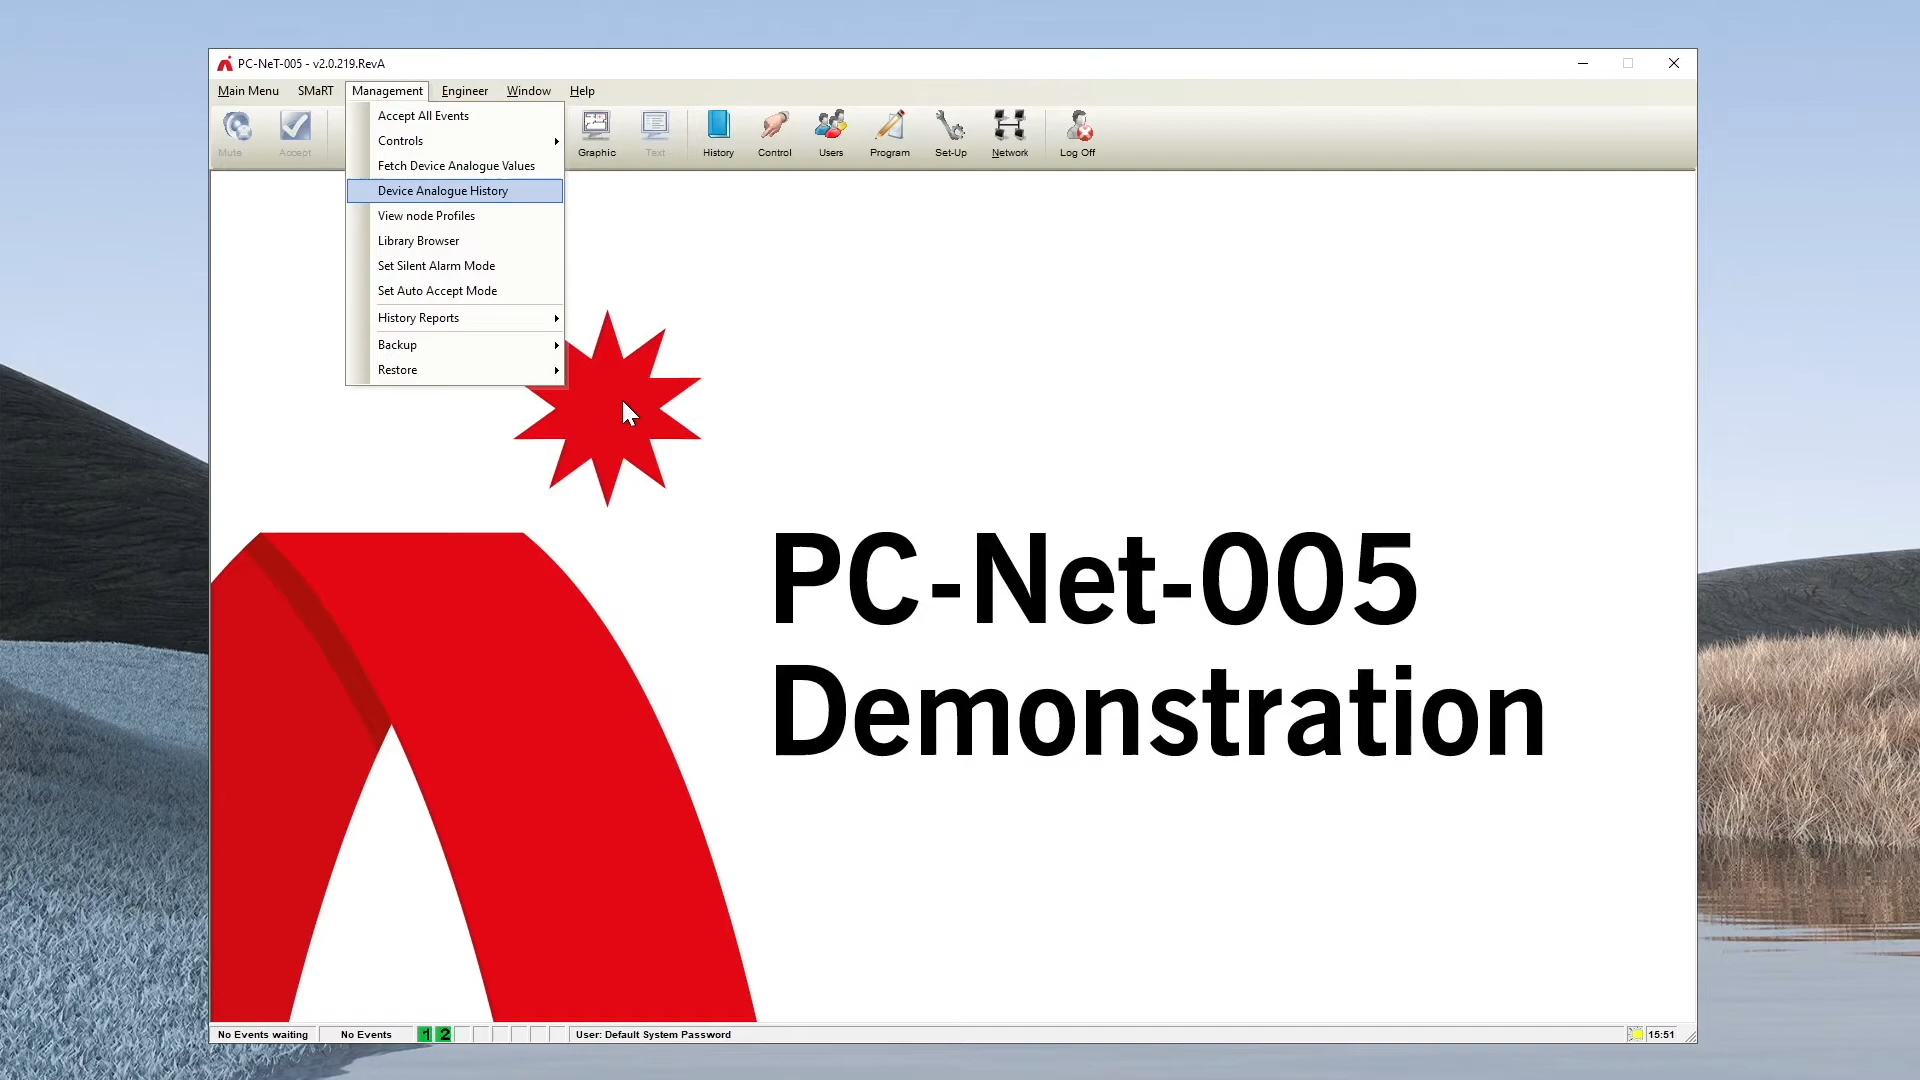 PC-NeT-005 - v2.0.219.RevA
Main Menu SMaRT Management Engineer Window Help
Mute Accept Graphic Text History Control Users Program Set-Up Network Log Off
Accept All Events
Controls
Fetch Device Analogue Values
Device Analogue History
View node Profiles
Library Browser
Set Silent Alarm Mode
Set Auto Accept Mode
History Reports
Backup
Restore
PC-Net-005
Demonstration
No Events waiting No Events 1 2 User: Default System Password 15:51